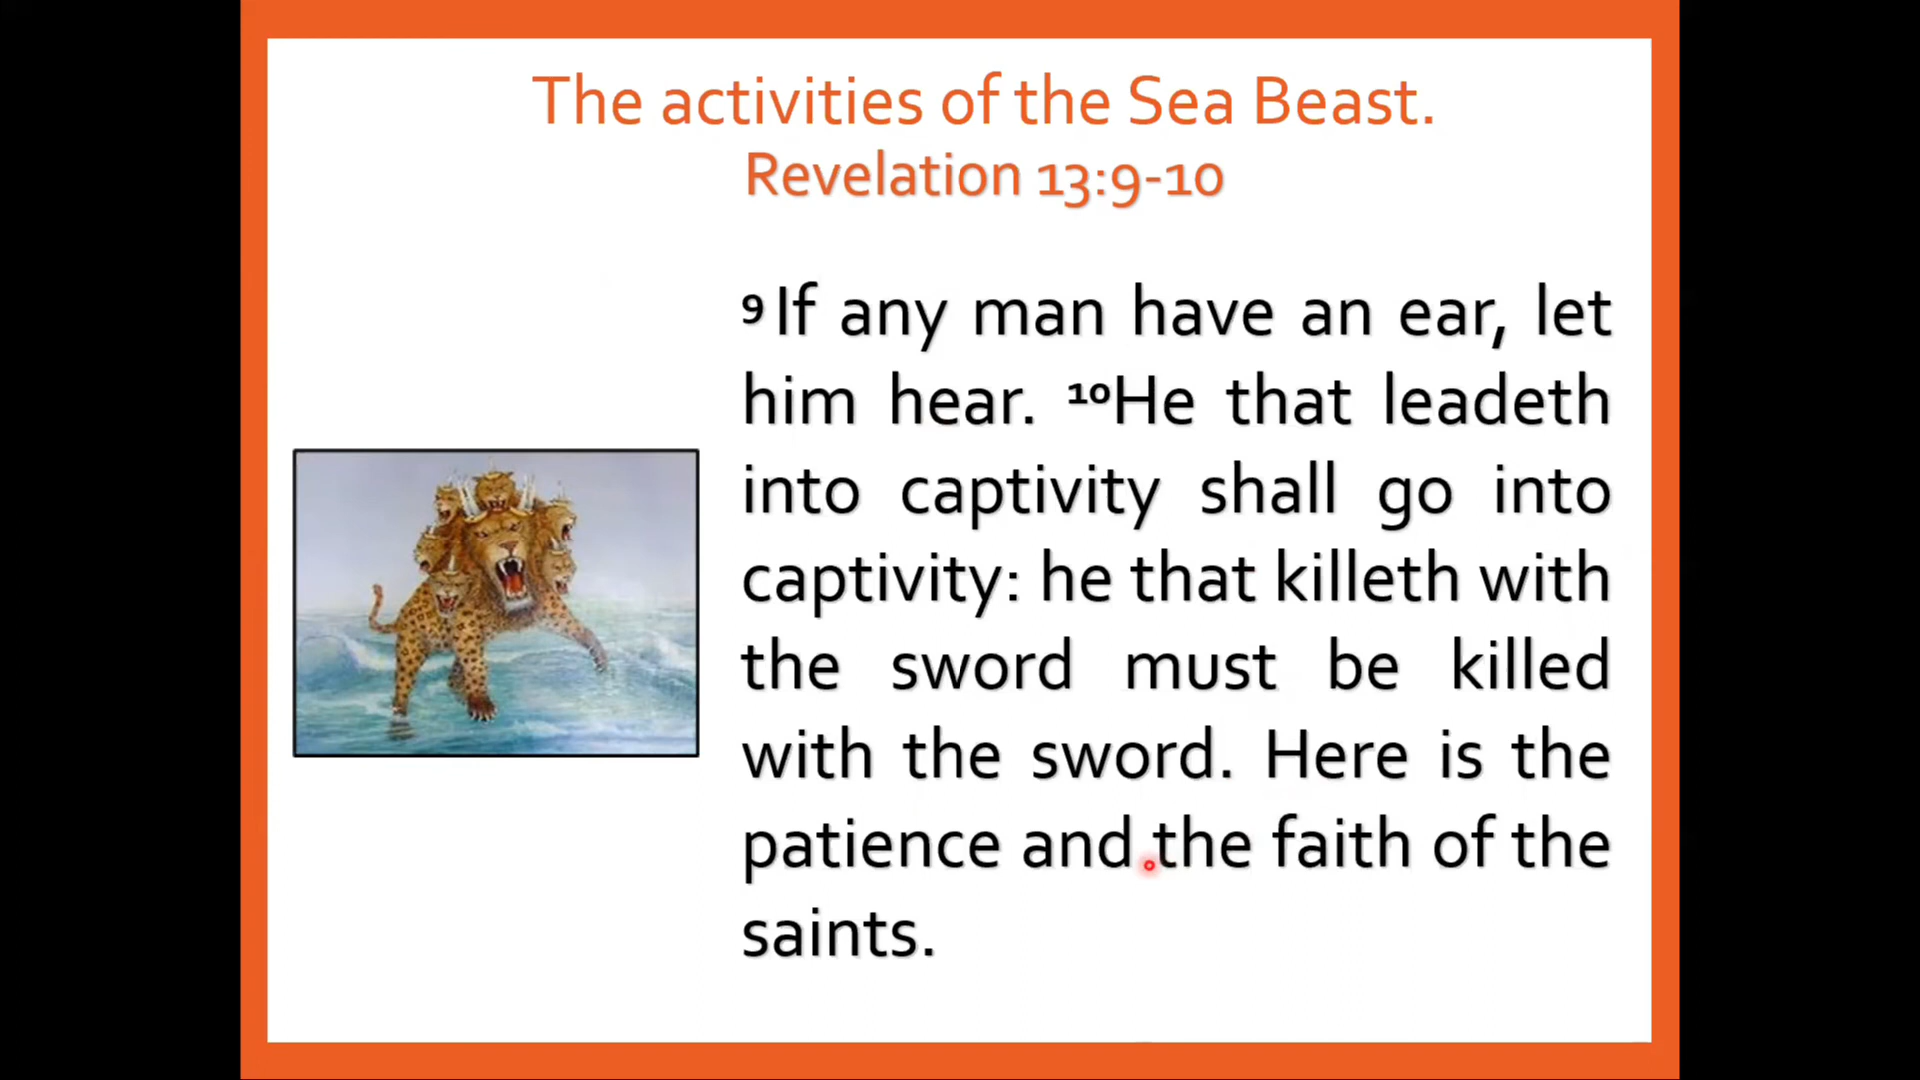 The activities of the Sea Beast.
Revelation 13:9-10
9 If any man have an ear, let
him hear. 10He that leadeth
into captivity shall go into
captivity: he that killeth with
the sword must be killed
with the sword. Here is the
patience and the faith of the
saints.